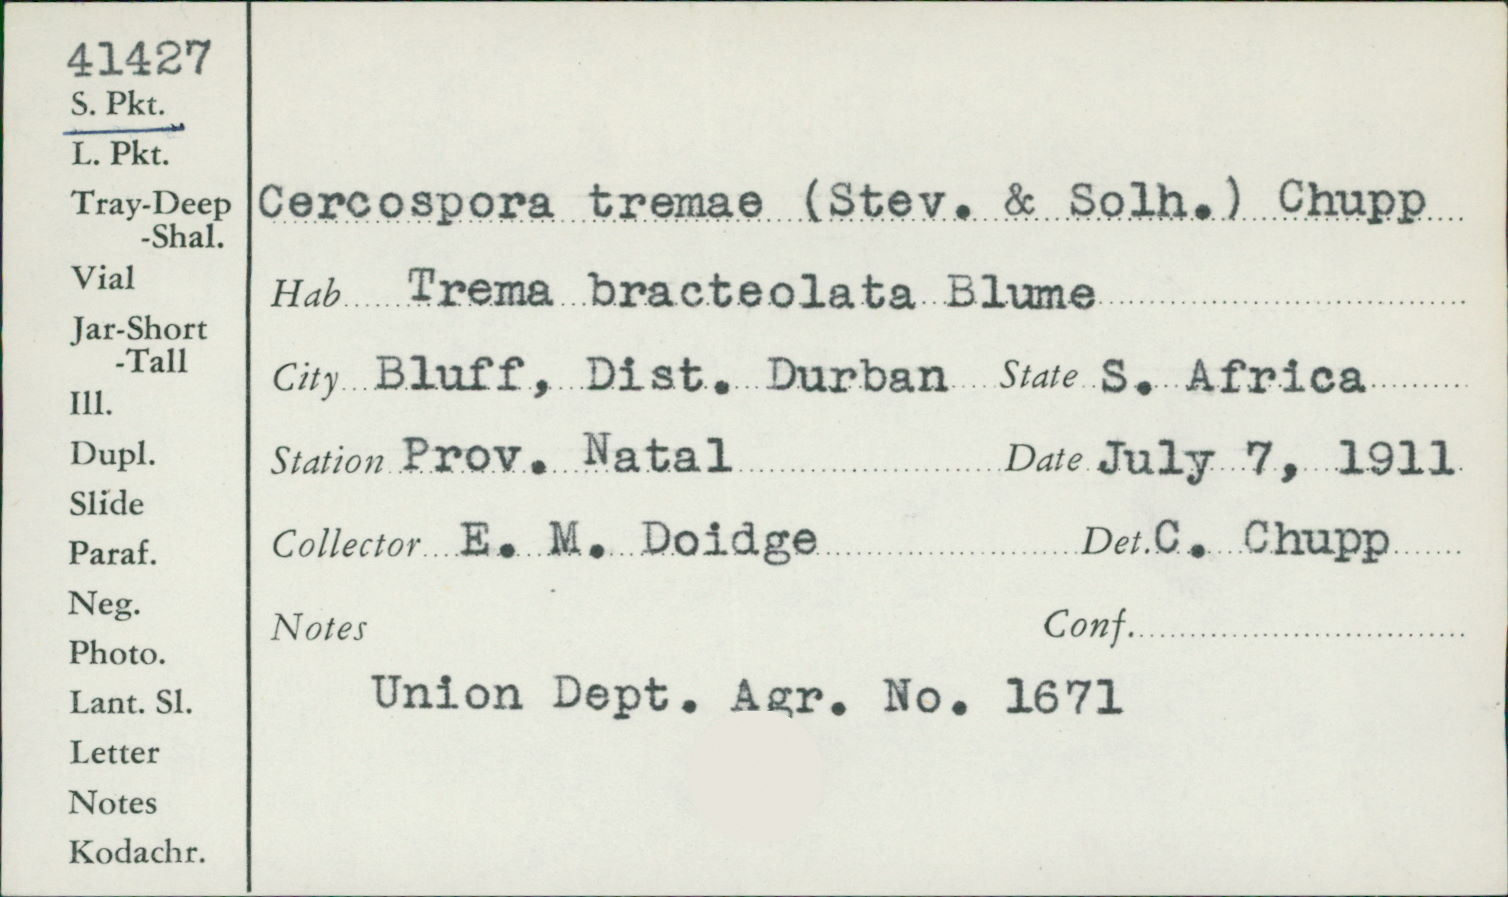 41427
S. Pkt.
L. Pkt.
Tray-Deep
-Shal.
Vial
Jar-Short
-Tall
Ill.
Dupl.
Slide
Paraf.
Neg.
Photo.
Lant. Sl.
Letter
Notes
Kodachr.
Cercospora tremae (Stev. & Solh.) Chupp
Hab Trema bracteolata Blume
City Bluff, Dist. Durban State S. Africa
Station Prov. Natal Date July 7, 1911
Collector E. M. Doidge Det. C. Chupp
Notes Conf.
Union Dept. Agr. No. 1671